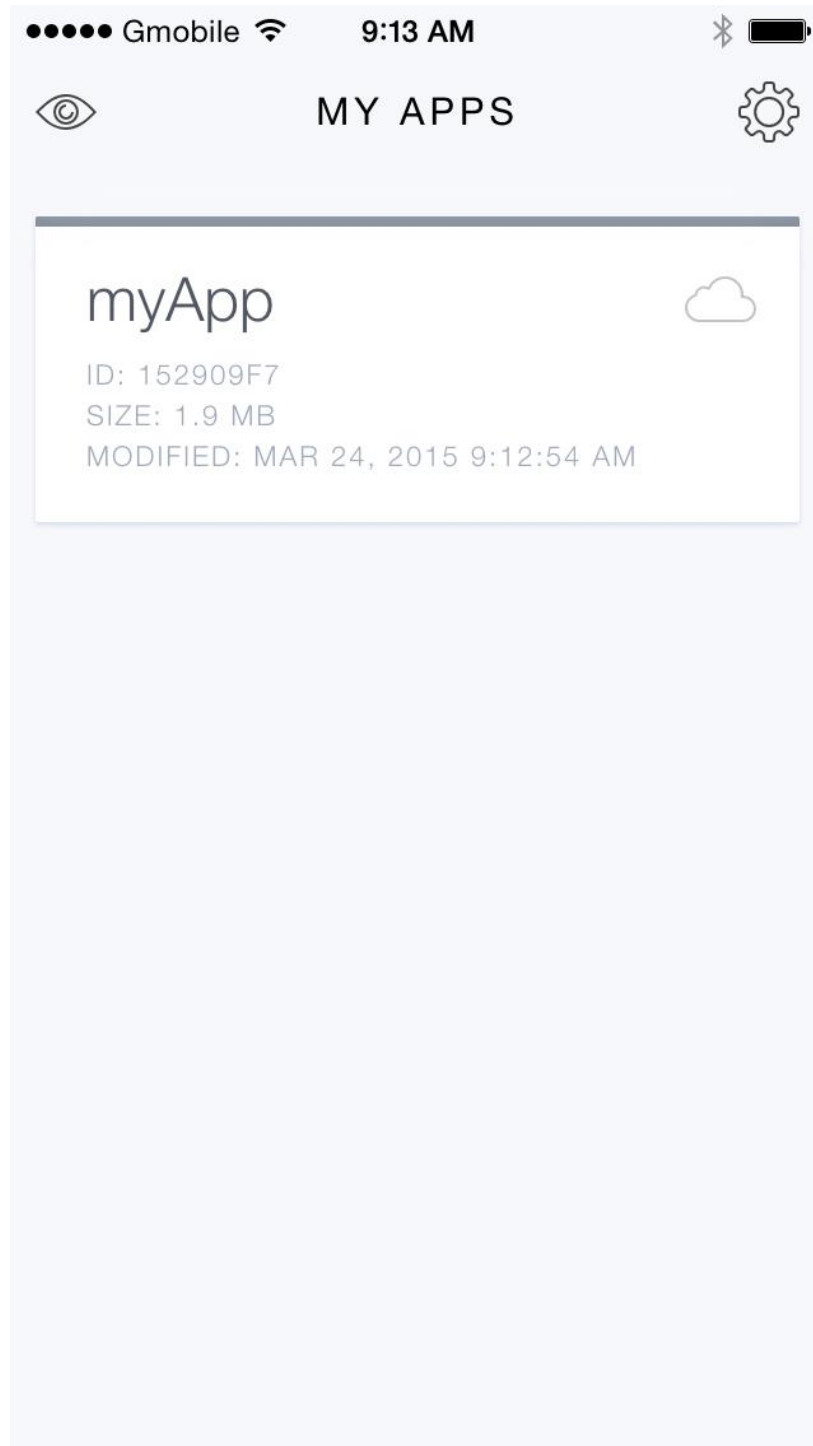 Gmobile 9:13 AM
MY APPS
myApp
ID: 152909F7
SIZE: 1.9 MB
MODIFIED: MAR 24, 2015 9:12:54 AM